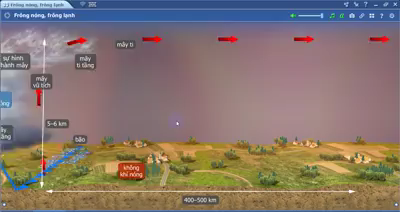 Frông nóng, frông lạnh
Frông nóng, frông lạnh
mây ti
sự hình
thành mây
mây
ti tầng
mây
vũ tích
5–6 km
bão
không
khí nóng
400–500 km